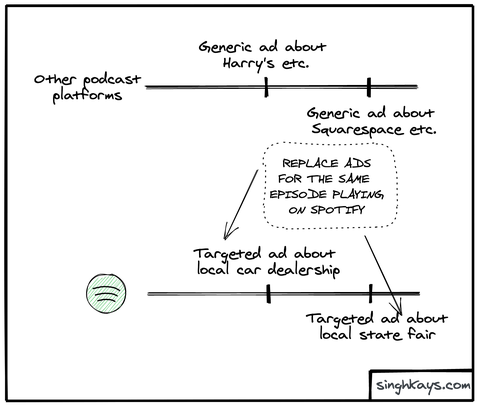 Generic ad about
Harry's etc.
Other podcast
platforms
Generic ad about
Squarespace etc.
REPLACE ADS
FOR THE SAME
EPISODE PLAYING
ON SPOTIFY
Targeted ad about
local car dealership
Targeted ad about
local state fair
singhkays.com